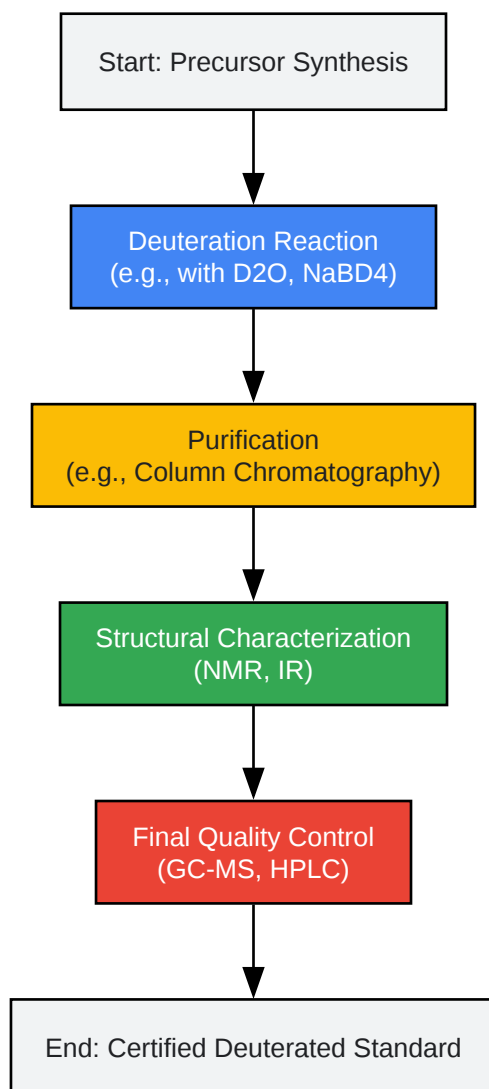 Start: Precursor Synthesis
Deuteration Reaction
(e.g., with D2O, NaBD4)
Purification
(e.g., Column Chromatography)
Structural Characterization
(NMR, IR)
Final Quality Control
(GC-MS, HPLC)
End: Certified Deuterated Standard